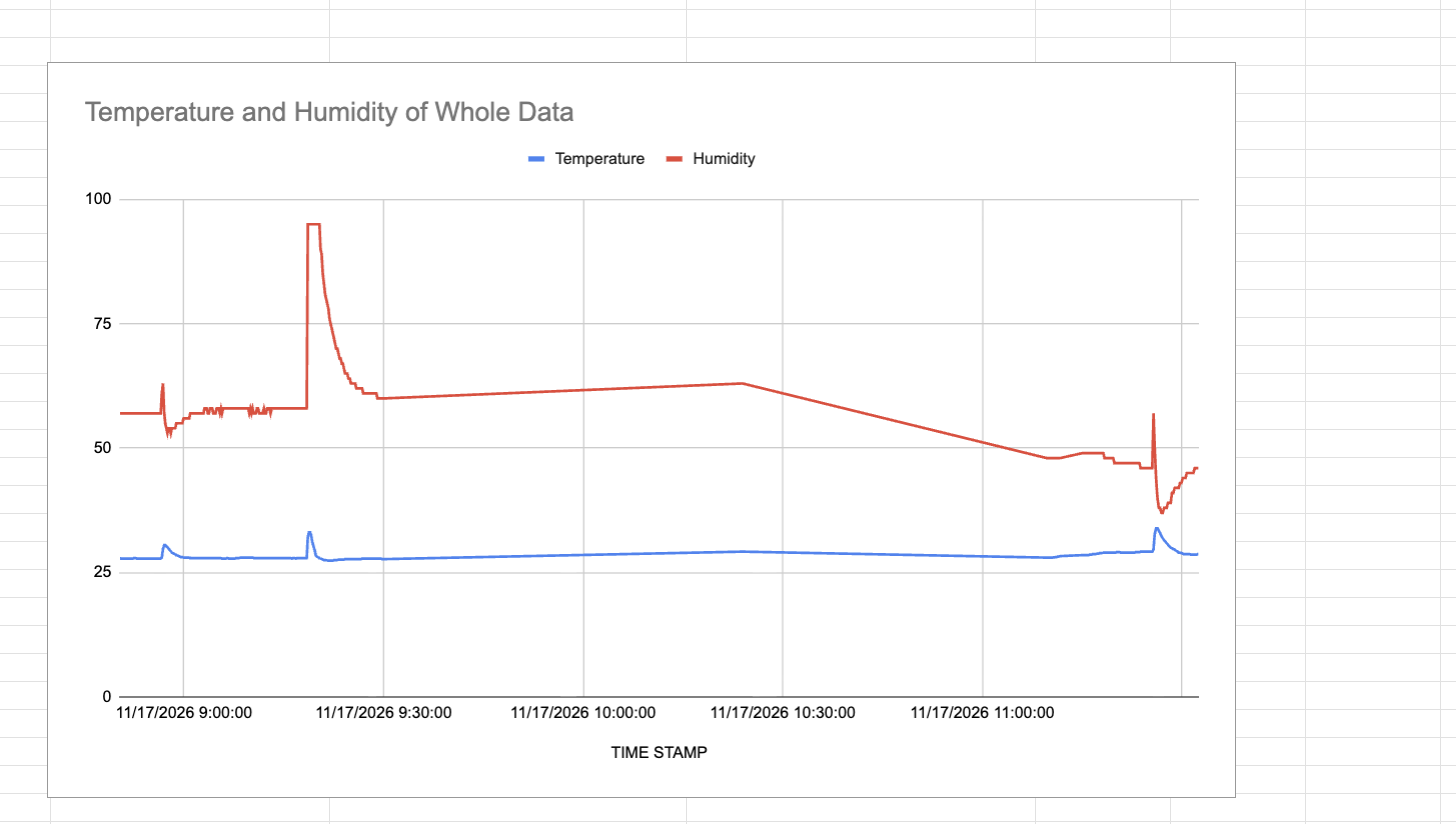 Temperature and Humidity of Whole Data
Temperature Humidity
100
75
50
25
0
11/17/2026 9:00:00 11/17/2026 9:30:00 11/17/2026 10:00:00 11/17/2026 10:30:00 11/17/2026 11:00:00
TIME STAMP